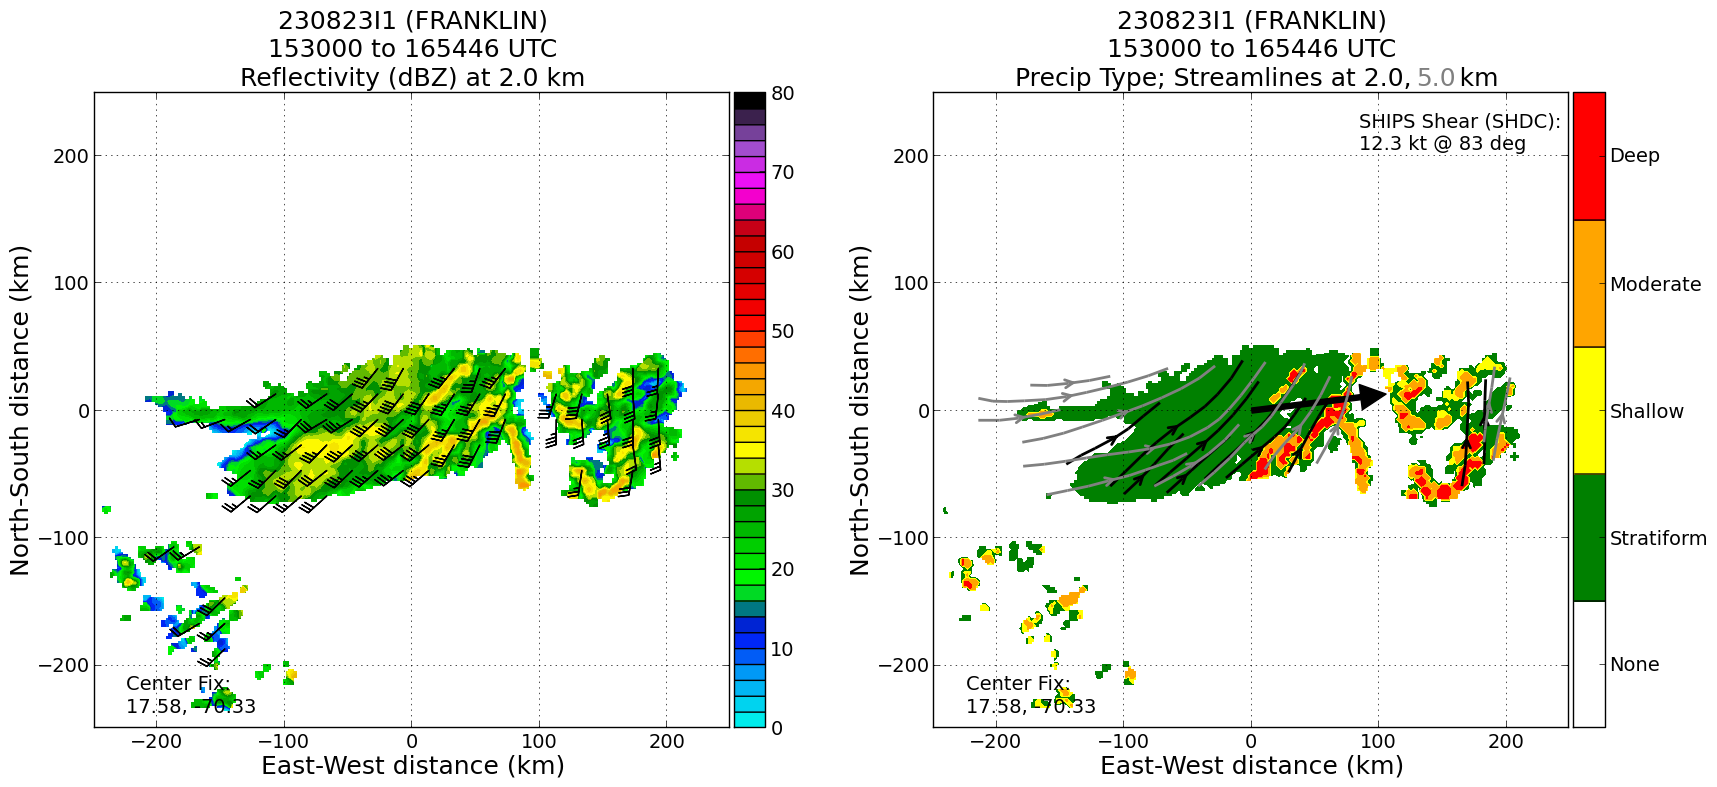 230823I1 (FRANKLIN)
153000 to 165446 UTC
Reflectivity (dBZ) at 2.0 km
North-South distance (km)
200
100
0
−100
−200
Center Fix:
17.58, -70.33
−200 −100 0 100 200
East-West distance (km)
80
70
60
50
40
30
20
10
0
230823I1 (FRANKLIN)
153000 to 165446 UTC
Precip Type; Streamlines at 2.0, 5.0 km
SHIPS Shear (SHDC):
12.3 kt @ 83 deg
North-South distance (km)
200
100
0
−100
−200
Center Fix:
17.58, -70.33
−200 −100 0 100 200
East-West distance (km)
Deep
Moderate
Shallow
Stratiform
None